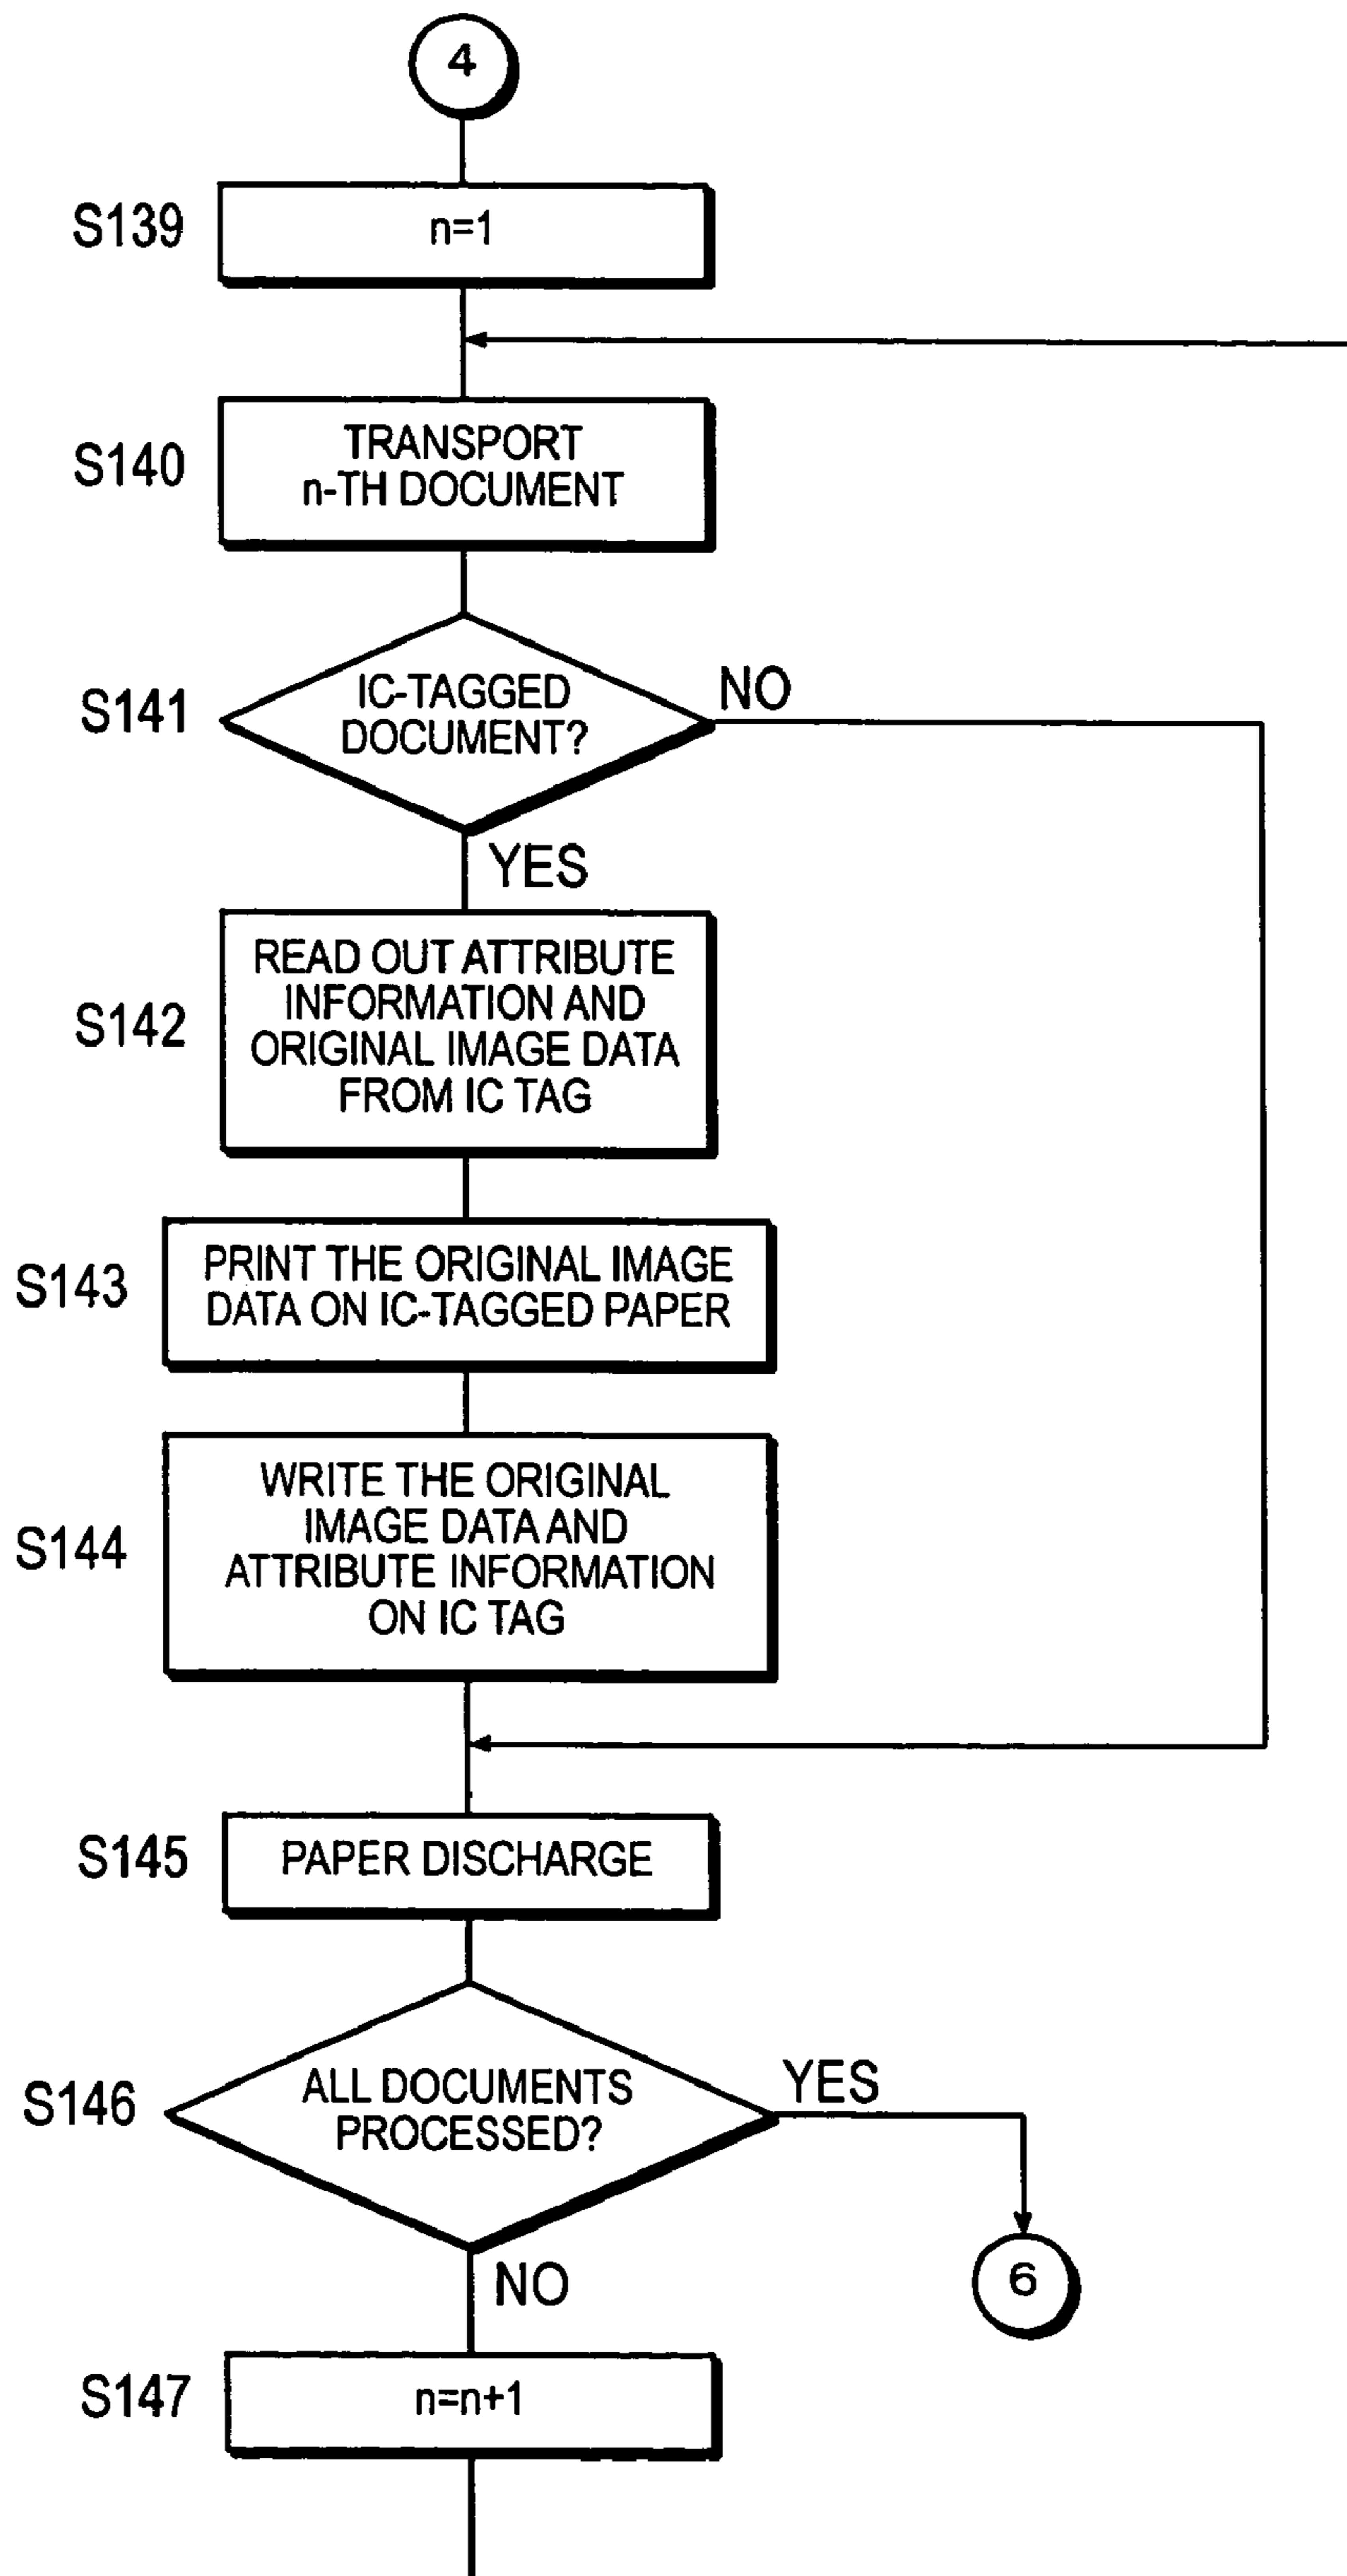 4
S139
n=1
S140
TRANSPORT
n-TH DOCUMENT
S141
IC-TAGGED
DOCUMENT?
NO
YES
S142
READ OUT ATTRIBUTE
INFORMATION AND
ORIGINAL IMAGE DATA
FROM IC TAG
S143
PRINT THE ORIGINAL IMAGE
DATA ON IC-TAGGED PAPER
S144
WRITE THE ORIGINAL
IMAGE DATA AND
ATTRIBUTE INFORMATION
ON IC TAG
S145
PAPER DISCHARGE
S146
ALL DOCUMENTS
PROCESSED?
YES
6
NO
S147
n=n+1